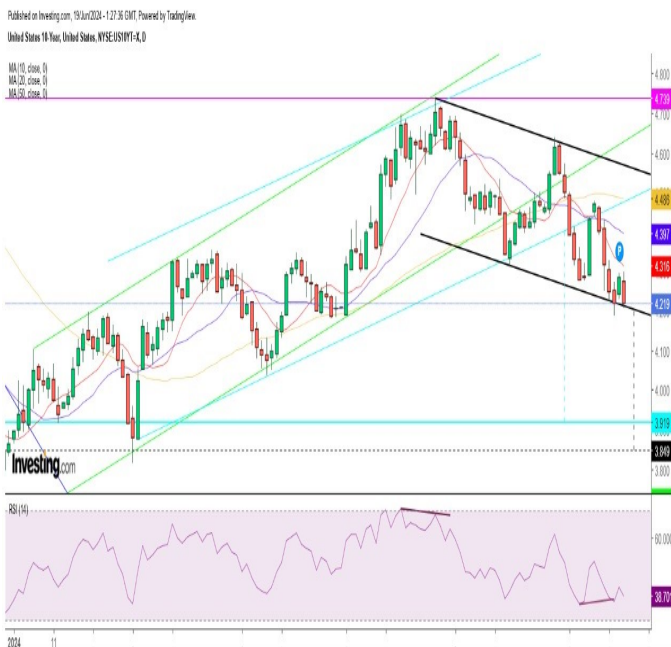 Published on Investing.com, 19/Jun/2024 - 1:27:36 GMT, Powered by TradingView.
United States 10-Year, United States, NYSE:US10YT=X, D
MA (10, close, 0)
MA (20, close, 0)
MA (50, close, 0)
4.800
4.739
4.700
4.600
4.486
4.397
P
4.316
4.219
4.100
4.000
3.919
3.849
3.800
Investing.com
RSI (14)
60.000
38.701
2024 11